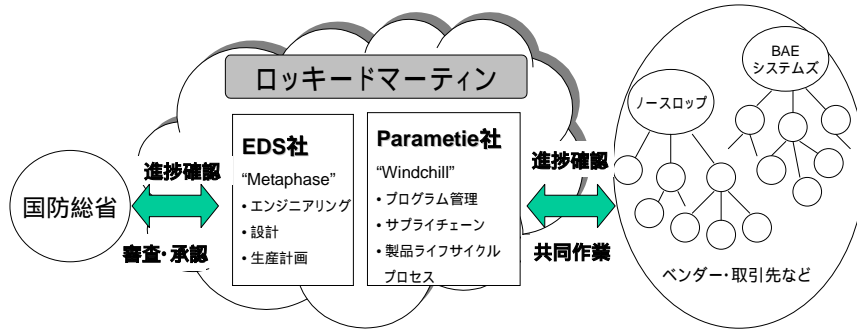 ロッキードマーティン
国防総省
進捗確認
審査・承認
EDS社
“Metaphase”
・エンジニアリング
・設計
・生産計画
Parametie社
“Windchill”
・プログラム管理
・サプライチェーン
・製品ライフサイクル
プロセス
進捗確認
共同作業
ノースロップ
BAE
システムズ
ベンダー・取引先など